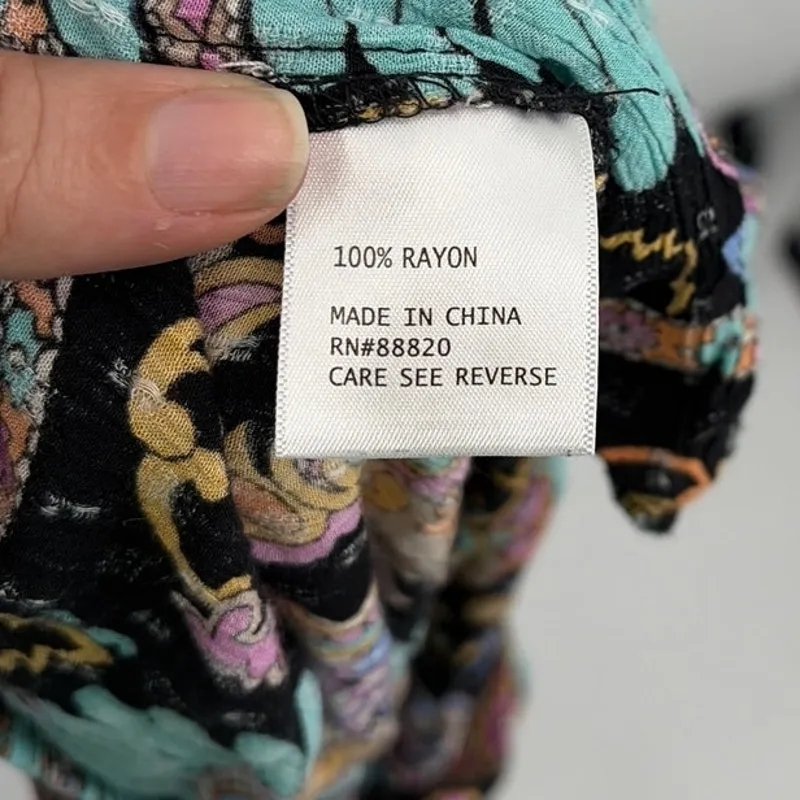 100% RAYON
MADE IN CHINA
RN#88820
CARE SEE REVERSE